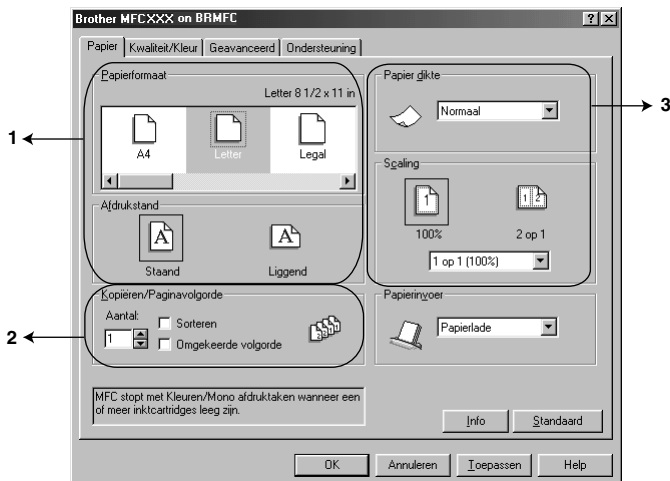 Brother MFCXXX on BRMFC
Papier Kwaliteit/Kleur Geavanceerd Ondersteuning
Papierformaat
Letter 8 1/2 x 11 in
A4 Letter Legal
1
Afdrukstand
A A
Staand Liggend
Papier dikte
Normaal
3
Scaling
1 1 2
100% 2 op 1
1 op 1 (100%)
Kopiëren/Paginavolgorde
Aantal:
1
Sorteren
Omgekeerde volgorde
2
Papierinvoer
Papierlade
MFC stopt met Kleuren/Mono afdruktaken wanneer een
of meer inktcartridges leeg zijn.
Info Standaard
OK Annuleren Toepassen Help